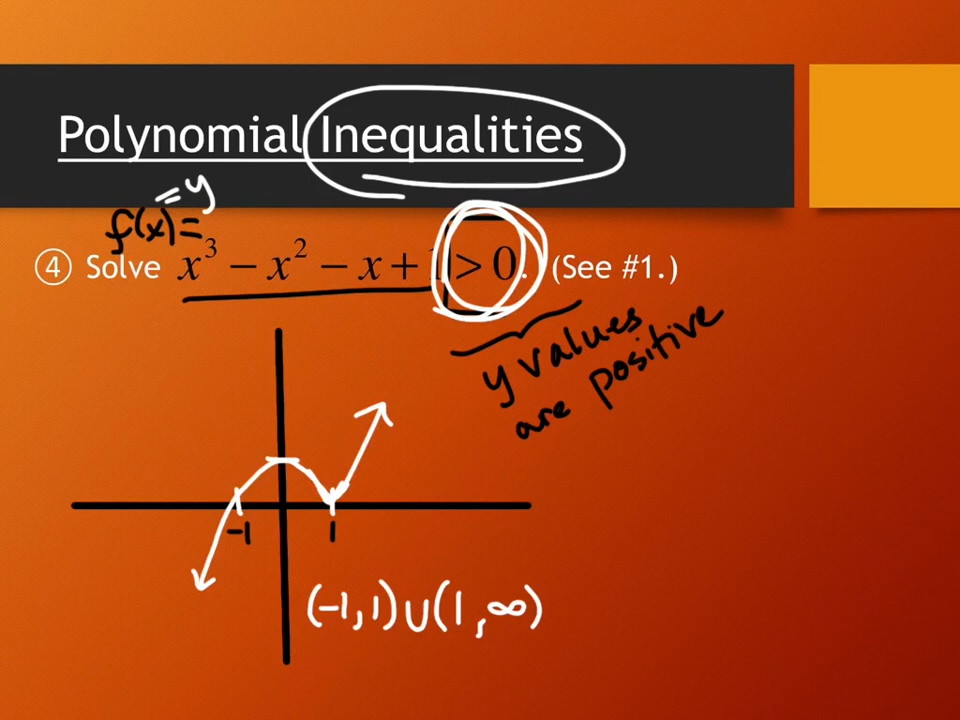 Polynomial Inequalities
= y
f(x) =
④ Solve x³ − x² − x + 1 > 0. (See #1.)
y values
are positive
-1 1
(-1, 1) ∪ (1, ∞)